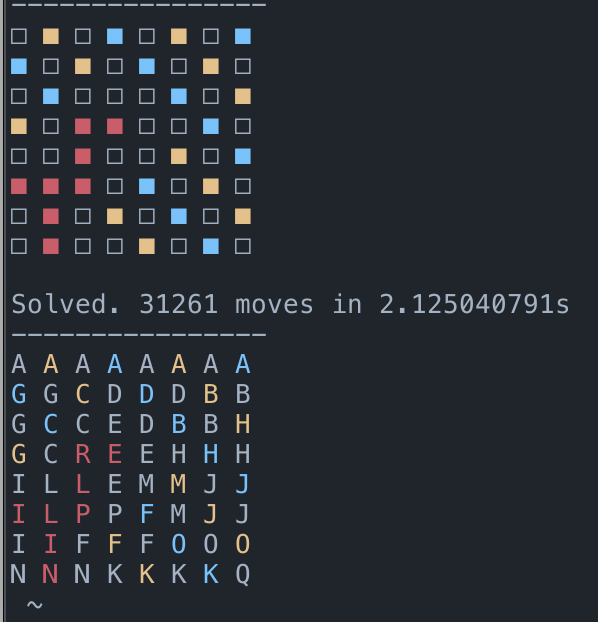 ----------------
□ ■ □ ■ □ ■ □ ■
■ □ ■ □ ■ □ ■ □
□ ■ □ □ □ ■ □ ■
■ □ ■ ■ □ □ ■ □
□ □ ■ □ □ ■ □ ■
■ ■ ■ □ ■ □ ■ □
□ ■ □ ■ □ ■ □ ■
□ ■ □ □ ■ □ ■ □
Solved. 31261 moves in 2.125040791s
----------------
A A A A A A A A
G G C D D D B B
G C C E D B B H
G C R E E H H H
I L L E M M J J
I L P P F M J J
I I F F F O O O
N N N K K K K Q
~